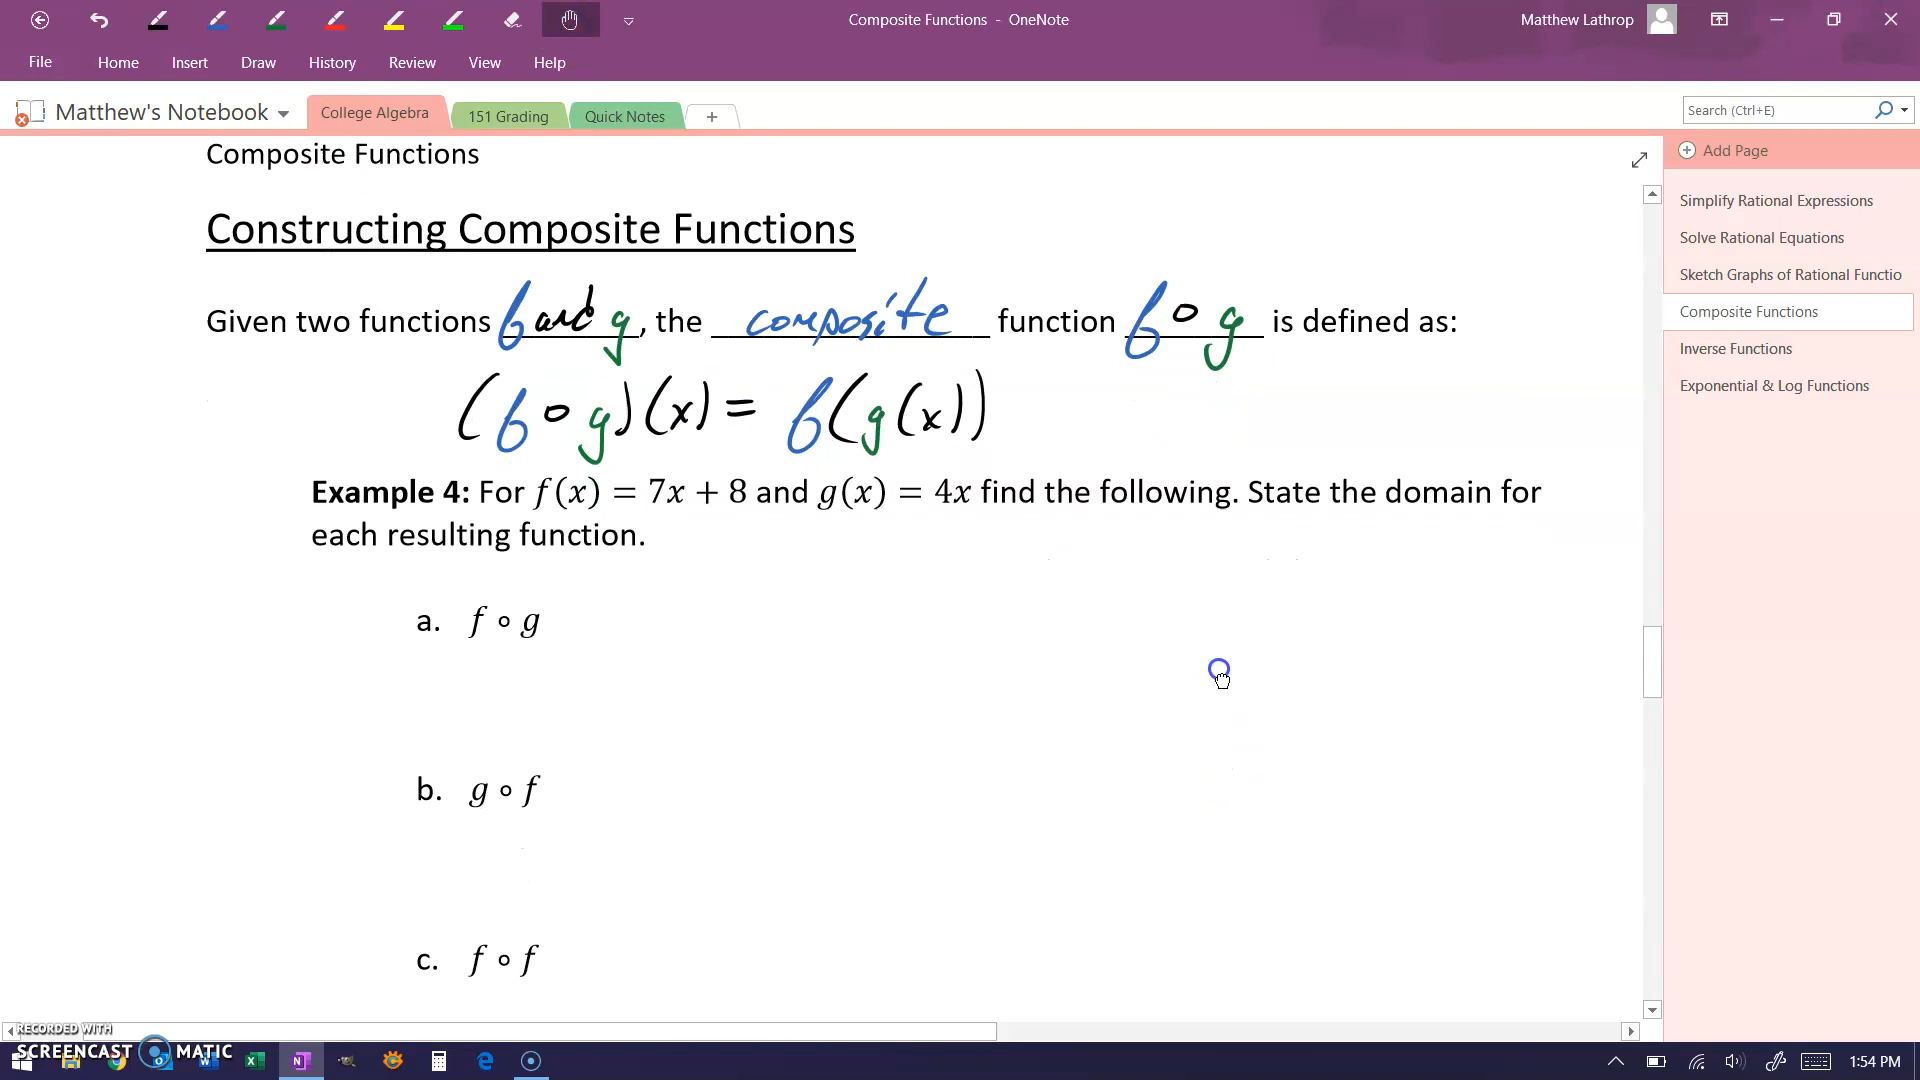 Composite Functions - OneNote
Matthew Lathrop
File Home Insert Draw History Review View Help
Matthew's Notebook College Algebra 151 Grading Quick Notes +
Search (Ctrl+E)
Composite Functions
Add Page
Simplify Rational Expressions
Solve Rational Equations
Sketch Graphs of Rational Functio
Composite Functions
Inverse Functions
Exponential & Log Functions
Constructing Composite Functions
Given two functions f and g, the composite function f ∘ g is defined as:
(f ∘ g)(x) = f(g(x))
Example 4: For f(x) = 7x + 8 and g(x) = 4x find the following. State the domain for
each resulting function.
a. f ∘ g
b. g ∘ f
c. f ∘ f
RECORDED WITH
SCREENCAST MATIC
1:54 PM